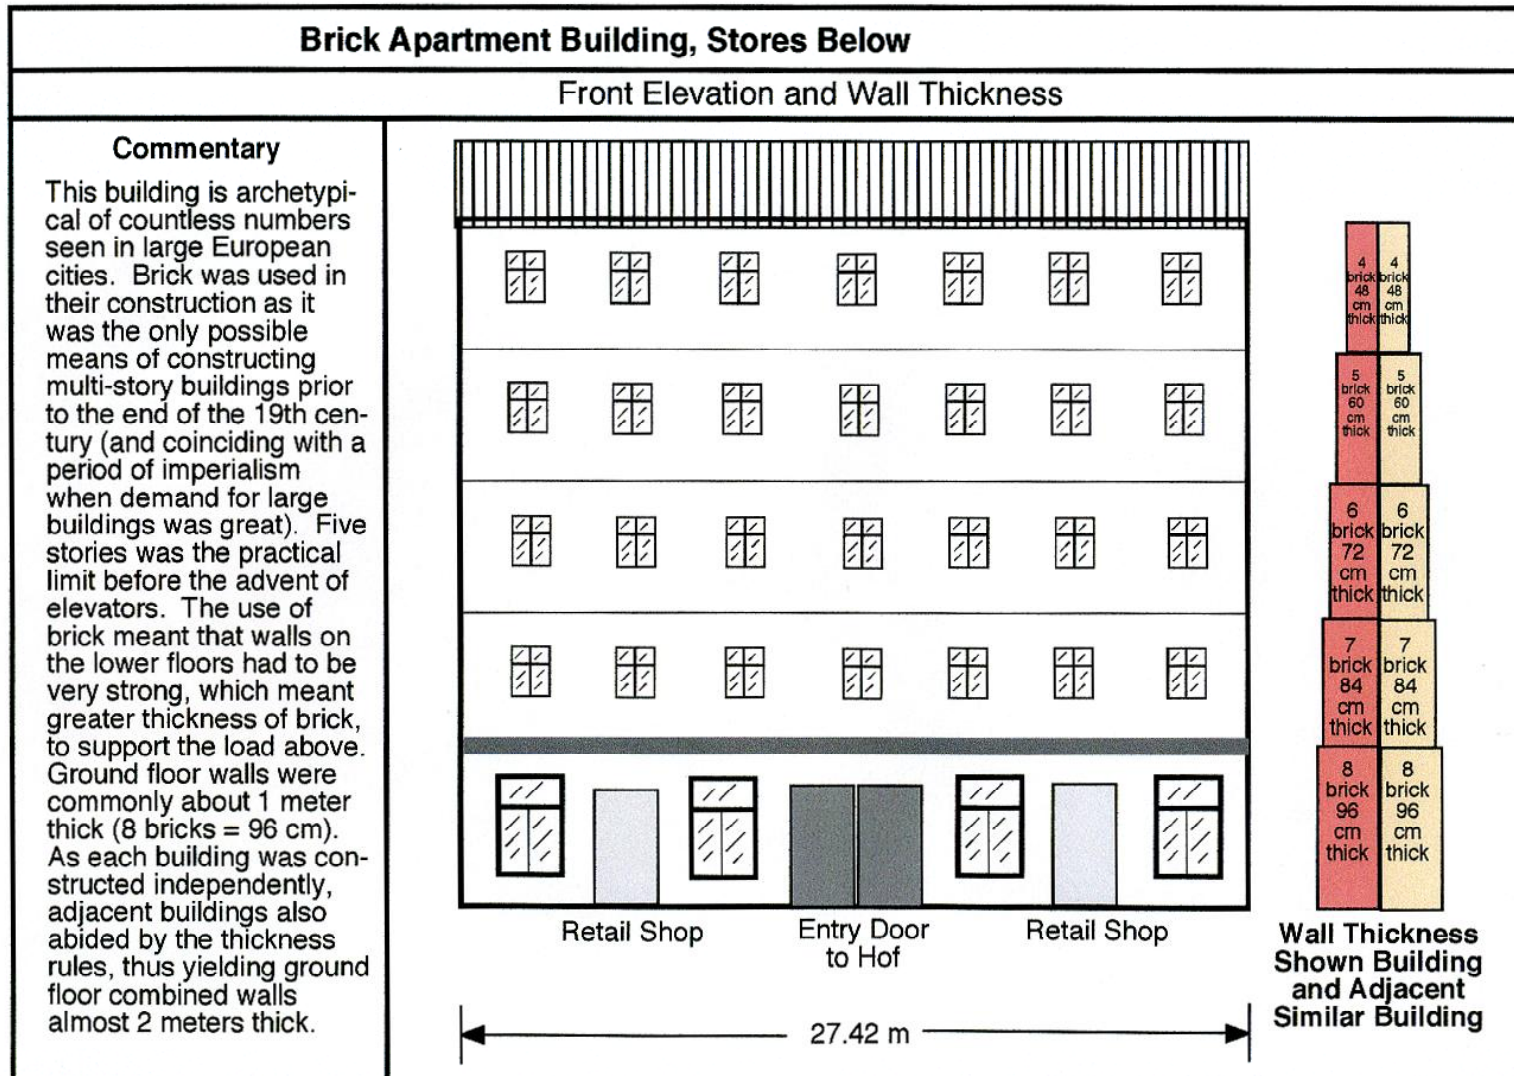 Brick Apartment Building, Stores Below
Front Elevation and Wall Thickness
Commentary
This building is archetypi-
cal of countless numbers
seen in large European
cities.  Brick was used in
their construction as it
was the only possible
means of constructing
multi-story buildings prior
to the end of the 19th cen-
tury (and coinciding with a
period of imperialism
when demand for large
buildings was great).  Five
stories was the practical
limit before the advent of
elevators.  The use of
brick meant that walls on
the lower floors had to be
very strong, which meant
greater thickness of brick,
to support the load above.
Ground floor walls were
commonly about 1 meter
thick (8 bricks = 96 cm).
As each building was con-
structed independently,
adjacent buildings also
abided by the thickness
rules, thus yielding ground
floor combined walls
almost 2 meters thick.
Retail Shop
Entry Door
to Hof
Retail Shop
27.42 m
4
brick
48
cm
thick
4
brick
48
cm
thick
5
brick
60
cm
thick
5
brick
60
cm
thick
6
brick
72
cm
thick
6
brick
72
cm
thick
7
brick
84
cm
thick
7
brick
84
cm
thick
8
brick
96
cm
thick
8
brick
96
cm
thick
Wall Thickness
Shown Building
and Adjacent
Similar Building